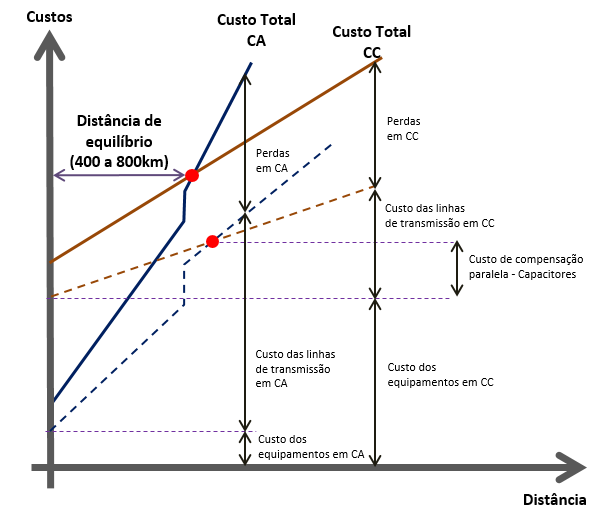 Custos
Custo Total
CA
Custo Total
CC
Distância de
equilíbrio
(400 a 800km)
Perdas
em CC
Perdas
em CA
Custo das linhas
de transmissão em CC
Custo de compensação
paralela - Capacitores
Custo das linhas
de transmissão
em CA
Custo dos
equipamentos em CC
Custo dos
equipamentos em CA
Distância